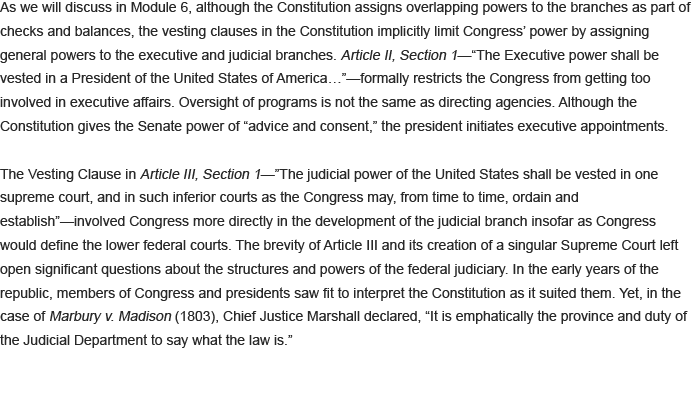 As we will discuss in Module 6, although the Constitution assigns overlapping powers to the branches as part of
checks and balances, the vesting clauses in the Constitution implicitly limit Congress’ power by assigning
general powers to the executive and judicial branches. Article II, Section 1—“The Executive power shall be
vested in a President of the United States of America…”—formally restricts the Congress from getting too
involved in executive affairs. Oversight of programs is not the same as directing agencies. Although the
Constitution gives the Senate power of “advice and consent,” the president initiates executive appointments.
The Vesting Clause in Article III, Section 1—”The judicial power of the United States shall be vested in one
supreme court, and in such inferior courts as the Congress may, from time to time, ordain and
establish”—involved Congress more directly in the development of the judicial branch insofar as Congress
would define the lower federal courts. The brevity of Article III and its creation of a singular Supreme Court left
open significant questions about the structures and powers of the federal judiciary. In the early years of the
republic, members of Congress and presidents saw fit to interpret the Constitution as it suited them. Yet, in the
case of Marbury v. Madison (1803), Chief Justice Marshall declared, “It is emphatically the province and duty of
the Judicial Department to say what the law is.”